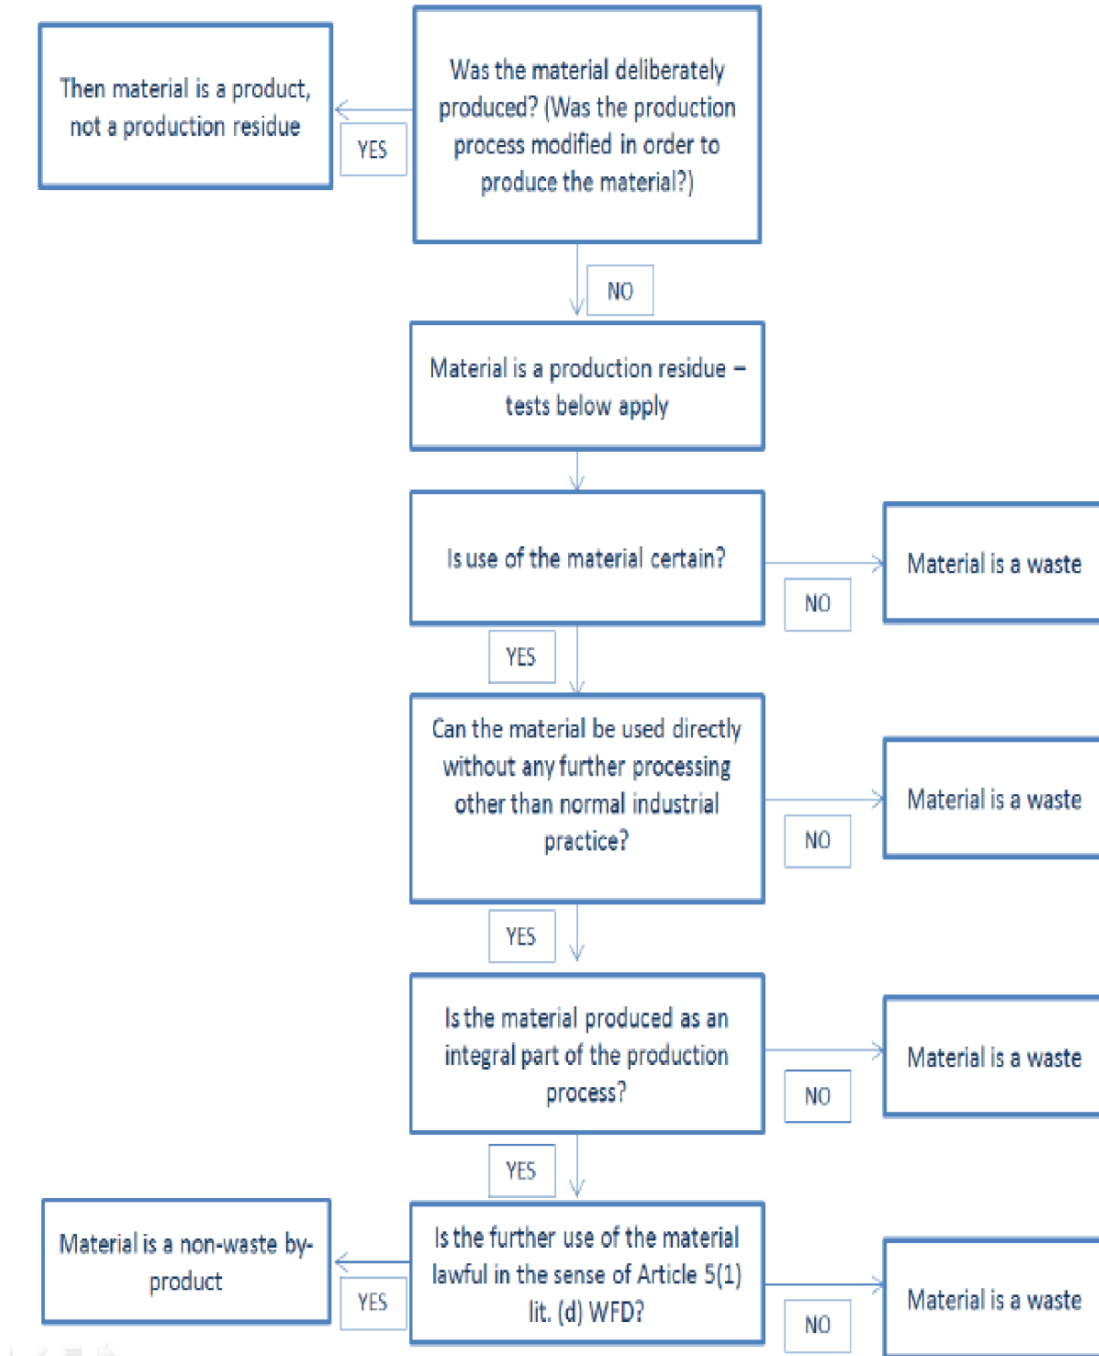 Then material is a product,
not a production residue
Was the material deliberately
produced? (Was the production
process modified in order to
produce the material?)
YES
NO
Material is a production residue –
tests below apply
Is use of the material certain?
NO
Material is a waste
YES
Can the material be used directly
without any further processing
other than normal industrial
practice?
NO
Material is a waste
YES
Is the material produced as an
integral part of the production
process?
NO
Material is a waste
YES
Is the further use of the material
lawful in the sense of Article 5(1)
lit. (d) WFD?
YES
Material is a non-waste by-
product
NO
Material is a waste